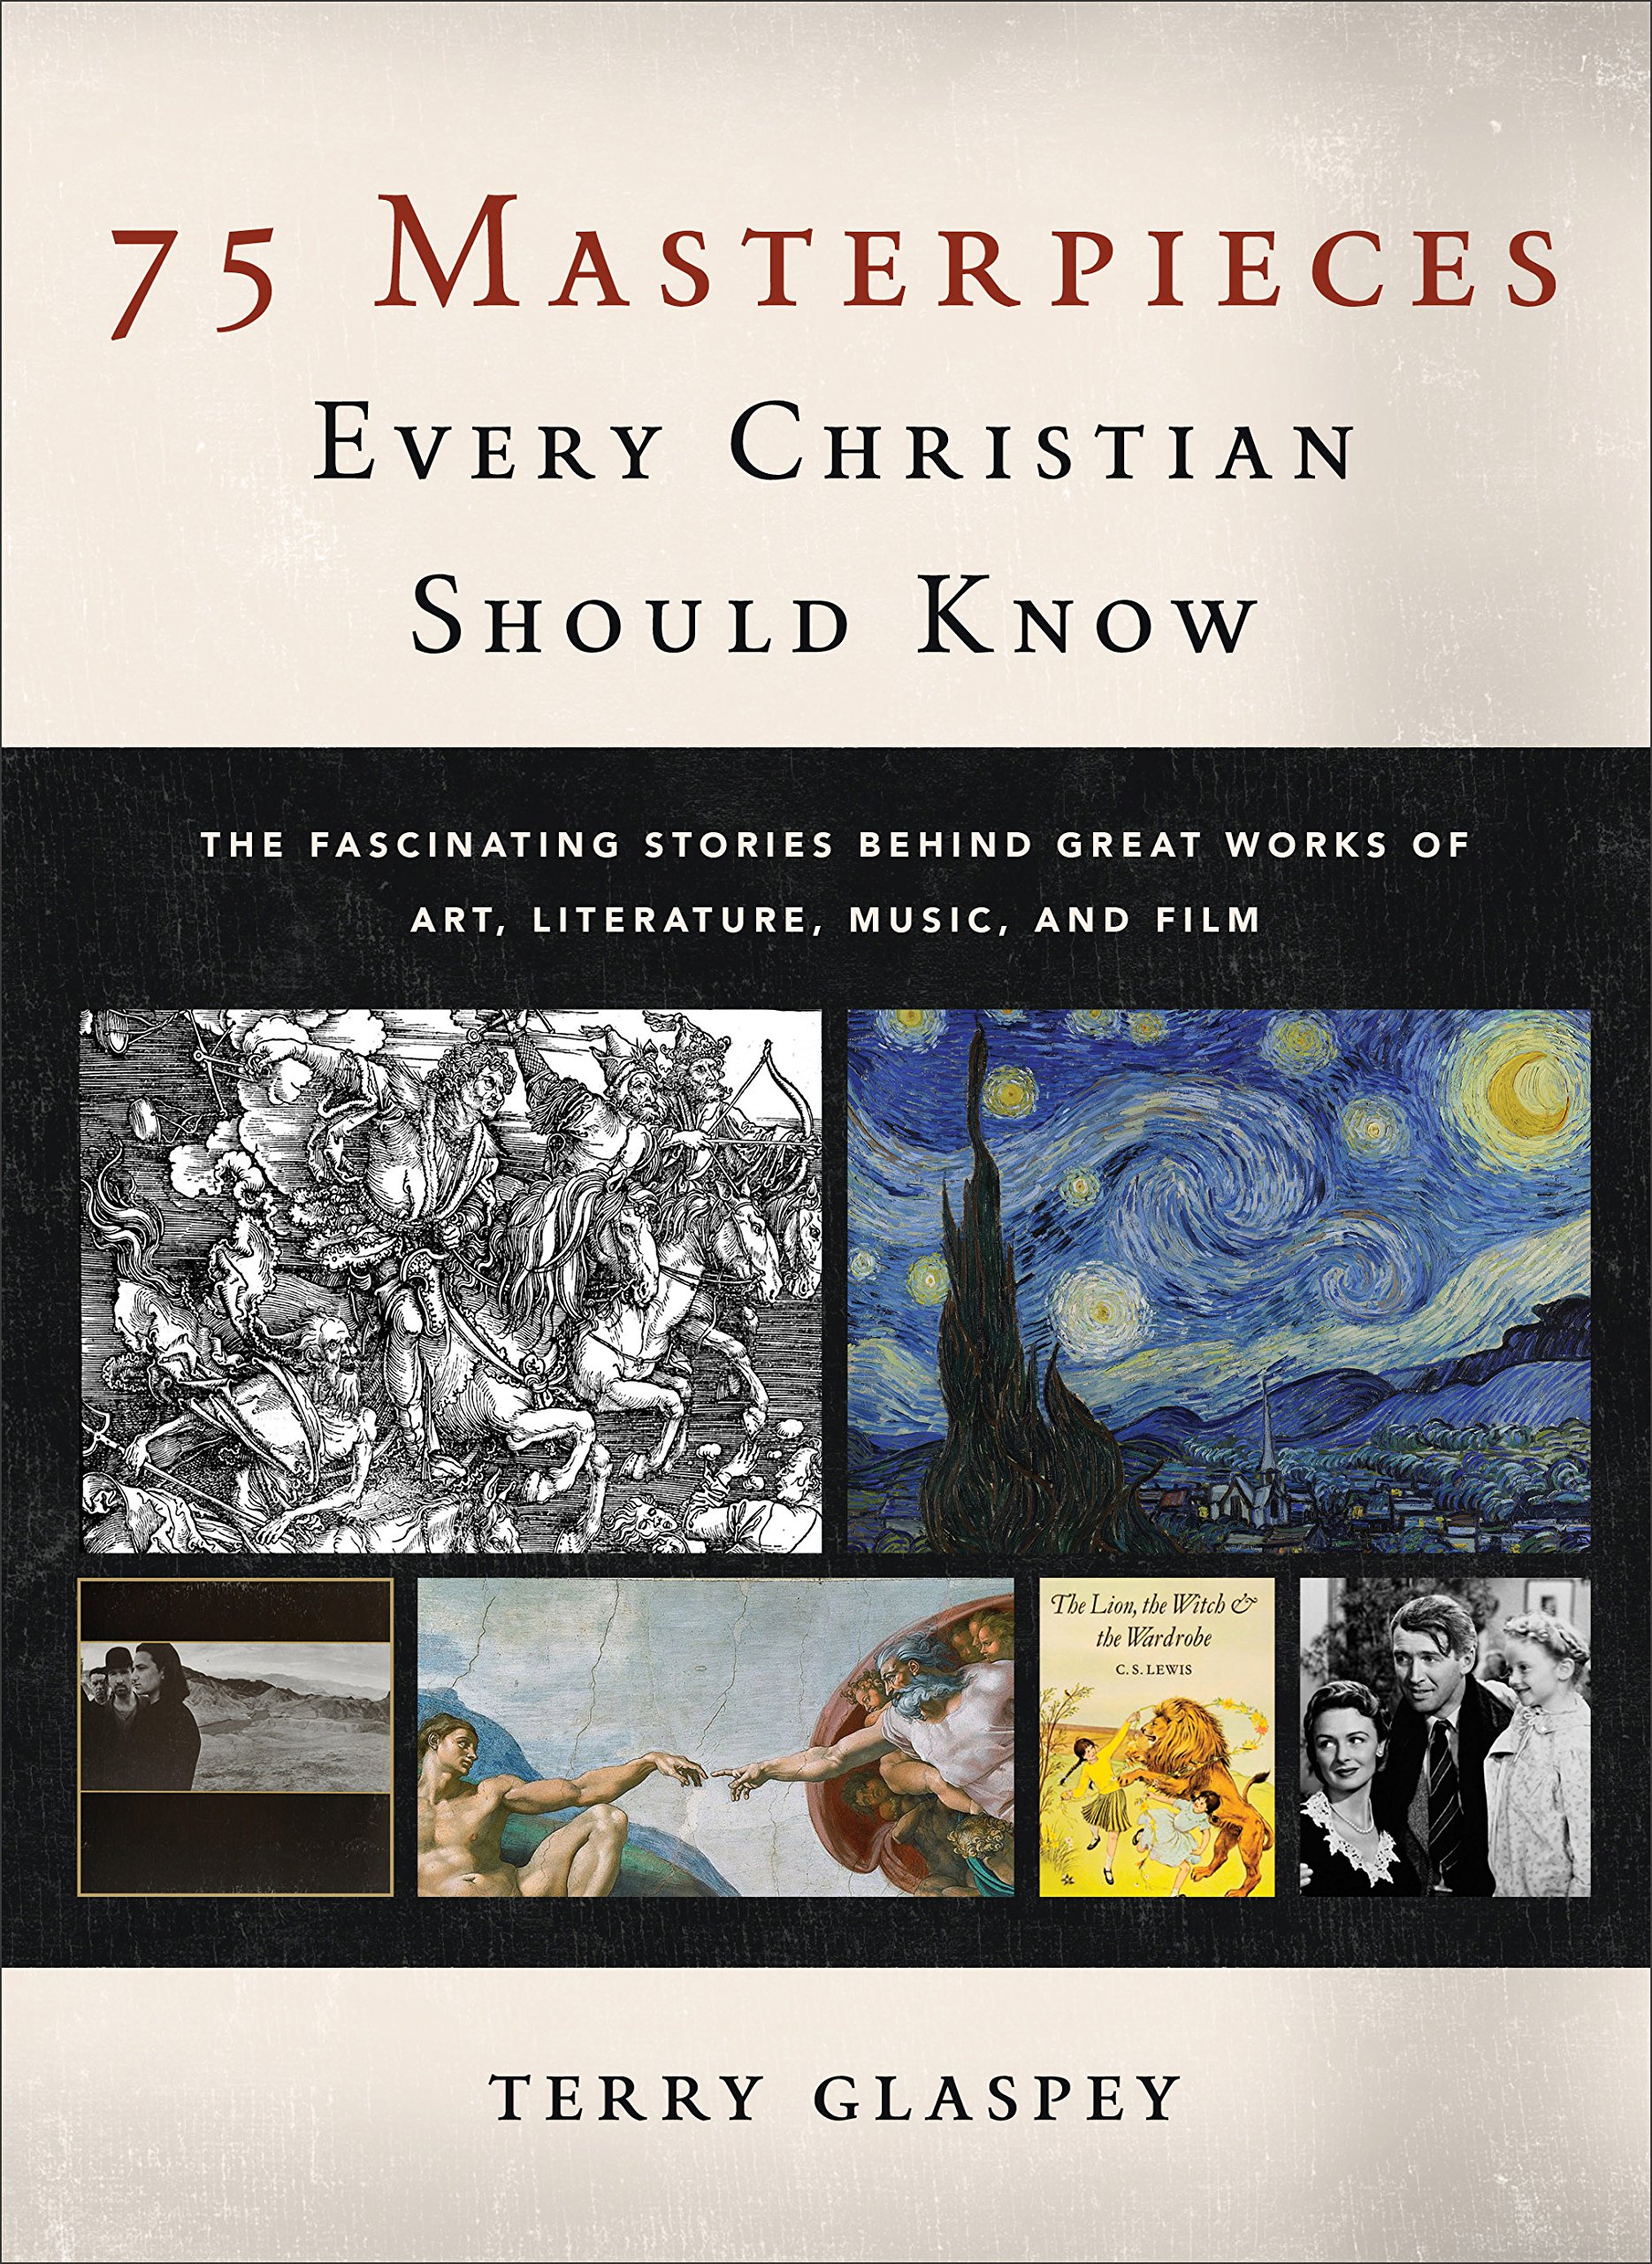 75 MASTERPIECES
EVERY CHRISTIAN
SHOULD KNOW
THE FASCINATING STORIES BEHIND GREAT WORKS OF
ART, LITERATURE, MUSIC, AND FILM
The Lion, the Witch &
the Wardrobe
C. S. LEWIS
TERRY GLASPEY